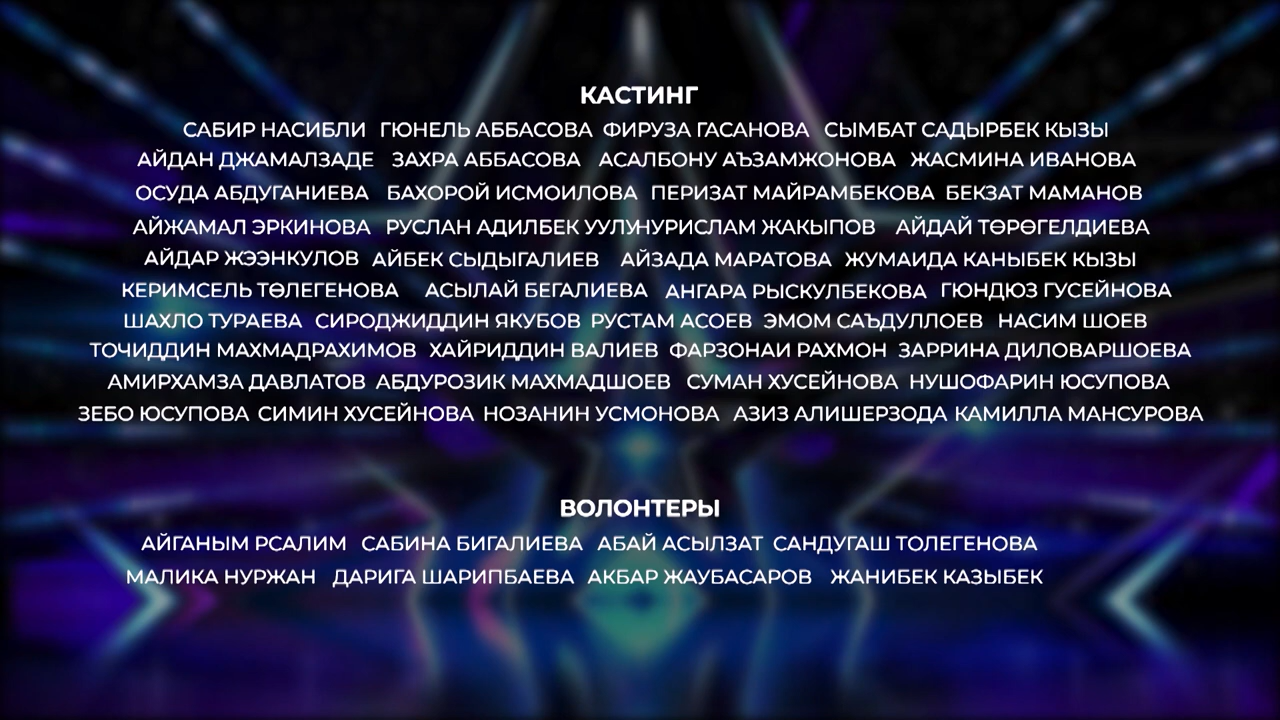 КАСТИНГ
САБИР НАСИБЛИ ГЮНЕЛЬ АББАСОВА ФИРУЗА ГАСАНОВА СЫМБАТ САДЫРБЕК КЫЗЫ
АЙДАН ДЖАМАЛЗАДЕ ЗАХРА АББАСОВА АСАЛБОНУ АЪЗАМЖОНОВА ЖАСМИНА ИВАНОВА
ОСУДА АБДУГАНИЕВА БАХОРОЙ ИСМОИЛОВА ПЕРИЗАТ МАЙРАМБЕКОВА БЕКЗАТ МАМАНОВ
АЙЖАМАЛ ЭРКИНОВА РУСЛАН АДИЛБЕК УУЛУ НУРИСЛАМ ЖАКЫПОВ АЙДАЙ ТӨРӨГЕЛДИЕВА
АЙДАР ЖЭЭНКУЛОВ АЙБЕК СЫДЫГАЛИЕВ АЙЗАДА МАРАТОВА ЖУМАИДА КАНЫБЕК КЫЗЫ
КЕРИМСЕЛЬ ТӨЛЕГЕНОВА АСЫЛАЙ БЕГАЛИЕВА АНГАРА РЫСКУЛБЕКОВА ГЮНДЮЗ ГУСЕЙНОВА
ШАХЛО ТУРАЕВА СИРОДЖИДДИН ЯКУБОВ РУСТАМ АСОЕВ ЭМОМ САЪДУЛЛОЕВ НАСИМ ШОЕВ
ТОЧИДДИН МАХМАДРАХИМОВ ХАЙРИДДИН ВАЛИЕВ ФАРЗОНАИ РАХМОН ЗАРРИНА ДИЛОВАРШОЕВА
АМИРХАМЗА ДАВЛАТОВ АБДУРОЗИК МАХМАДШОЕВ СУМАН ХУСЕЙНОВА НУШОФАРИН ЮСУПОВА
ЗЕБО ЮСУПОВА СИМИН ХУСЕЙНОВА НОЗАНИН УСМОНОВА АЗИЗ АЛИШЕРЗОДА КАМИЛЛА МАНСУРОВА
ВОЛОНТЕРЫ
АЙГАНЫМ РСАЛИМ САБИНА БИГАЛИЕВА АБАЙ АСЫЛЗАТ САНДУГАШ ТОЛЕГЕНОВА
МАЛИКА НУРЖАН ДАРИГА ШАРИПБАЕВА АКБАР ЖАУБАСАРОВ ЖАНИБЕК КАЗЫБЕК